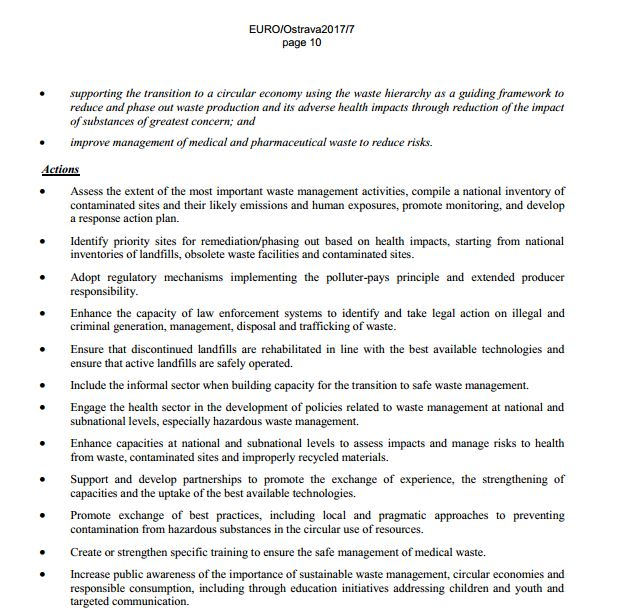 EURO/Ostrava2017/7
page 10
• supporting the transition to a circular economy using the waste hierarchy as a guiding framework to
reduce and phase out waste production and its adverse health impacts through reduction of the impact
of substances of greatest concern; and
• improve management of medical and pharmaceutical waste to reduce risks.
Actions
• Assess the extent of the most important waste management activities, compile a national inventory of
contaminated sites and their likely emissions and human exposures, promote monitoring, and develop
a response action plan.
• Identify priority sites for remediation/phasing out based on health impacts, starting from national
inventories of landfills, obsolete waste facilities and contaminated sites.
• Adopt regulatory mechanisms implementing the polluter-pays principle and extended producer
responsibility.
• Enhance the capacity of law enforcement systems to identify and take legal action on illegal and
criminal generation, management, disposal and trafficking of waste.
• Ensure that discontinued landfills are rehabilitated in line with the best available technologies and
ensure that active landfills are safely operated.
• Include the informal sector when building capacity for the transition to safe waste management.
• Engage the health sector in the development of policies related to waste management at national and
subnational levels, especially hazardous waste management.
• Enhance capacities at national and subnational levels to assess impacts and manage risks to health
from waste, contaminated sites and improperly recycled materials.
• Support and develop partnerships to promote the exchange of experience, the strengthening of
capacities and the uptake of the best available technologies.
• Promote exchange of best practices, including local and pragmatic approaches to preventing
contamination from hazardous substances in the circular use of resources.
• Create or strengthen specific training to ensure the safe management of medical waste.
• Increase public awareness of the importance of sustainable waste management, circular economies and
responsible consumption, including through education initiatives addressing children and youth and
targeted communication.